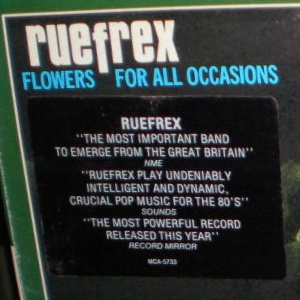 ruefrex
FLOWERS FOR ALL OCCASIONS
RUEFREX
"THE MOST IMPORTANT BAND
TO EMERGE FROM THE GREAT BRITAIN"
NME
"RUEFREX PLAY UNDENIABLY
INTELLIGENT AND DYNAMIC,
CRUCIAL POP MUSIC FOR THE 80'S"
SOUNDS
"THE MOST POWERFUL RECORD
RELEASED THIS YEAR"
RECORD MIRROR
MCA-5733